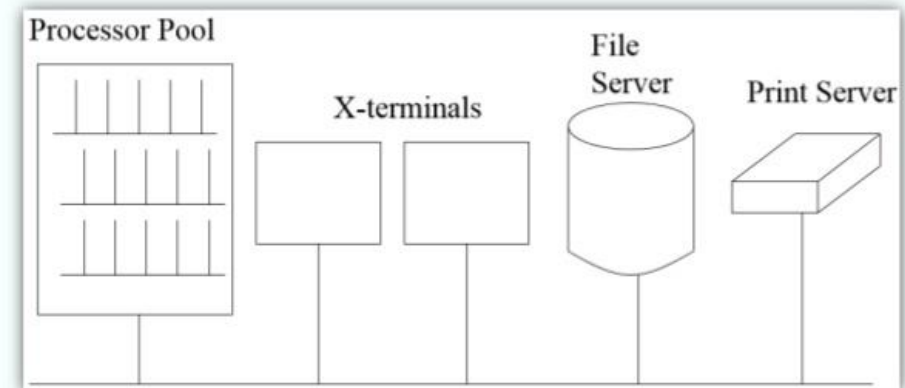 Processor Pool
X-terminals
File
Server
Print Server